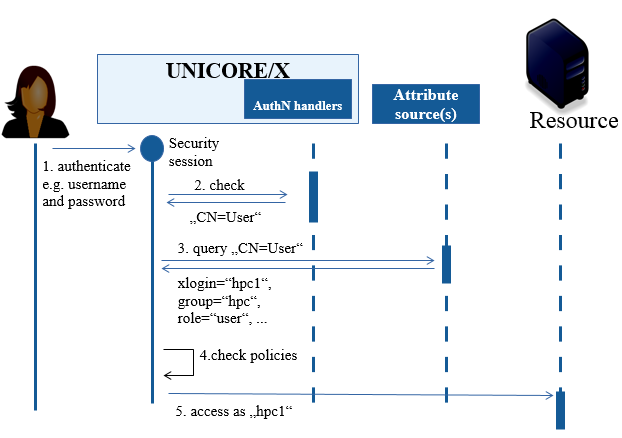 UNICORE/X
AuthN handlers
Attribute
source(s)
Resource
Security
session
1. authenticate
e.g. username
and password
2. check
„CN=User“
3. query „CN=User“
xlogin=“hpc1“,
group=“hpc“,
role=“user“, ...
4.check policies
5. access as „hpc1“